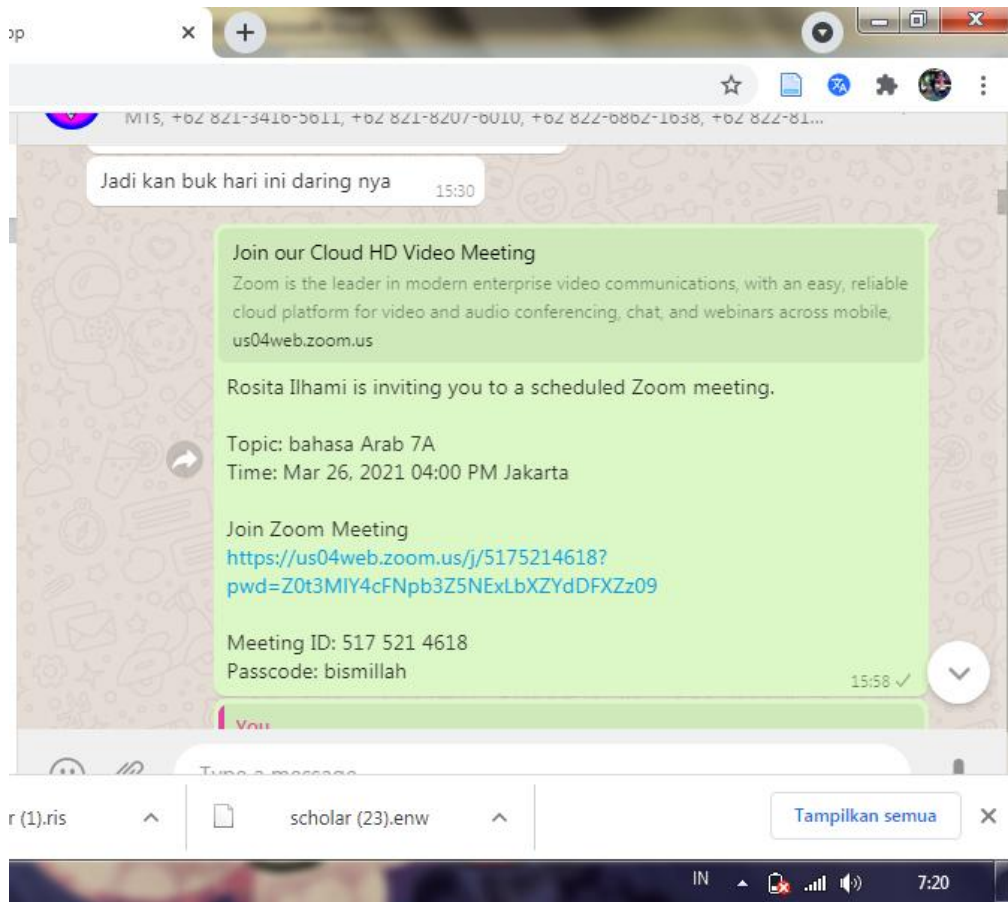 op
MTs, +62 821-3416-5611, +62 821-8207-6010, +62 822-6862-1638, +62 822-81...
Jadi kan buk hari ini daring nya 15:30
Join our Cloud HD Video Meeting
Zoom is the leader in modern enterprise video communications, with an easy, reliable
cloud platform for video and audio conferencing, chat, and webinars across mobile,
us04web.zoom.us
Rosita Ilhami is inviting you to a scheduled Zoom meeting.
Topic: bahasa Arab 7A
Time: Mar 26, 2021 04:00 PM Jakarta
Join Zoom Meeting
https://us04web.zoom.us/j/5175214618?
pwd=Z0t3MlY4cFNpb3Z5NExLbXZYdDFXZz09
Meeting ID: 517 521 4618
Passcode: bismillah
15:58
You
Type a message
r (1).ris
scholar (23).enw
Tampilkan semua
IN 7:20